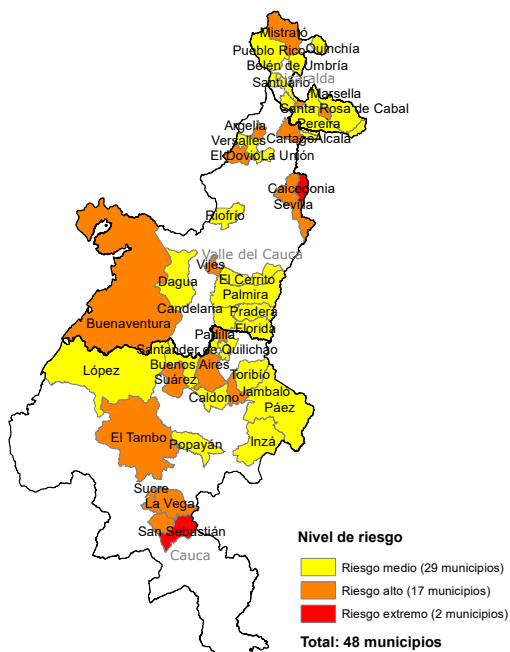 Mistrató
Pueblo Rico
Quinchía
Belén de Umbría
Risaralda
Santuario
Marsella
Santa Rosa de Cabal
Pereira
Argelia
Versalles
Cartago
Alcalá
El Dovio
La Unión
Caicedonia
Sevilla
Riofrío
Valle del Cauca
Vijes
El Cerrito
Dagua
Palmira
Candelaria
Pradera
Buenaventura
Florida
Padilla
Santander de Quilichao
López
Buenos Aires
Toribío
Suárez
Jambaló
Caldono
Páez
El Tambo
Popayán
Inzá
Sucre
La Vega
San Sebastián
Cauca
Nivel de riesgo
Riesgo medio (29 municipios)
Riesgo alto (17 municipios)
Riesgo extremo (2 municipios)
Total: 48 municipios